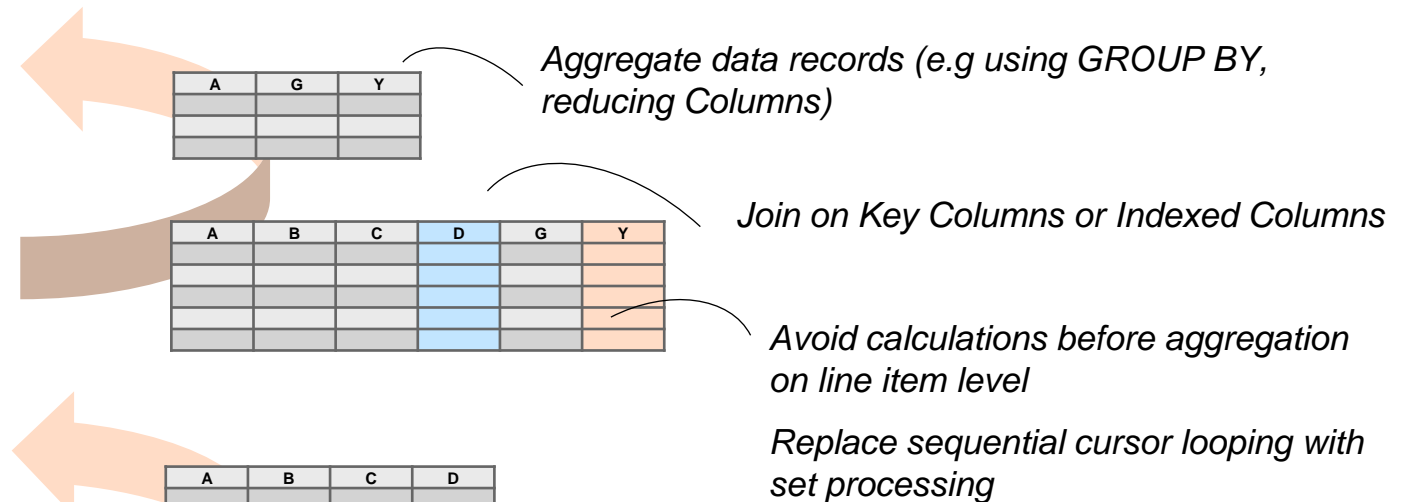 Aggregate data records (e.g using GROUP BY,
reducing Columns)
A G Y
Join on Key Columns or Indexed Columns
A B C D G Y
Avoid calculations before aggregation
on line item level
Replace sequential cursor looping with
set processing
A B C D